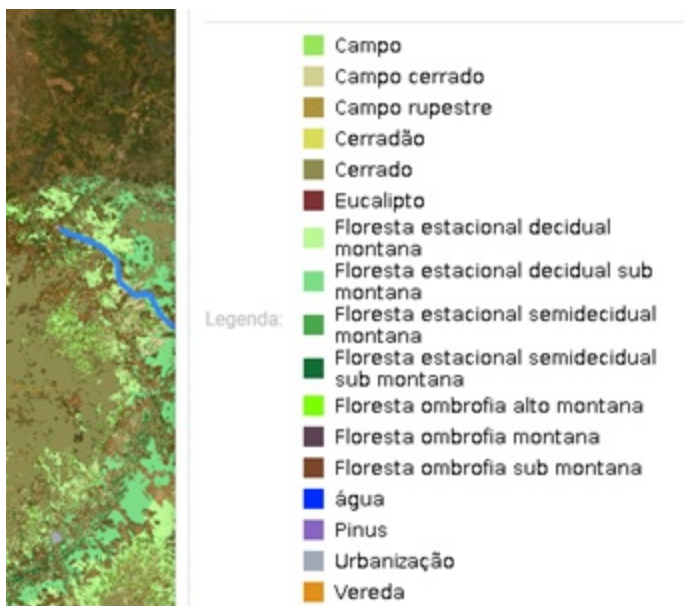 Campo
Campo cerrado
Campo rupestre
Cerradão
Cerrado
Eucalipto
Floresta estacional decidual
montana
Floresta estacional decidual sub
montana
Legenda:
Floresta estacional semidecidual
montana
Floresta estacional semidecidual
sub montana
Floresta ombrofia alto montana
Floresta ombrofia montana
Floresta ombrofia sub montana
água
Pinus
Urbanização
Vereda